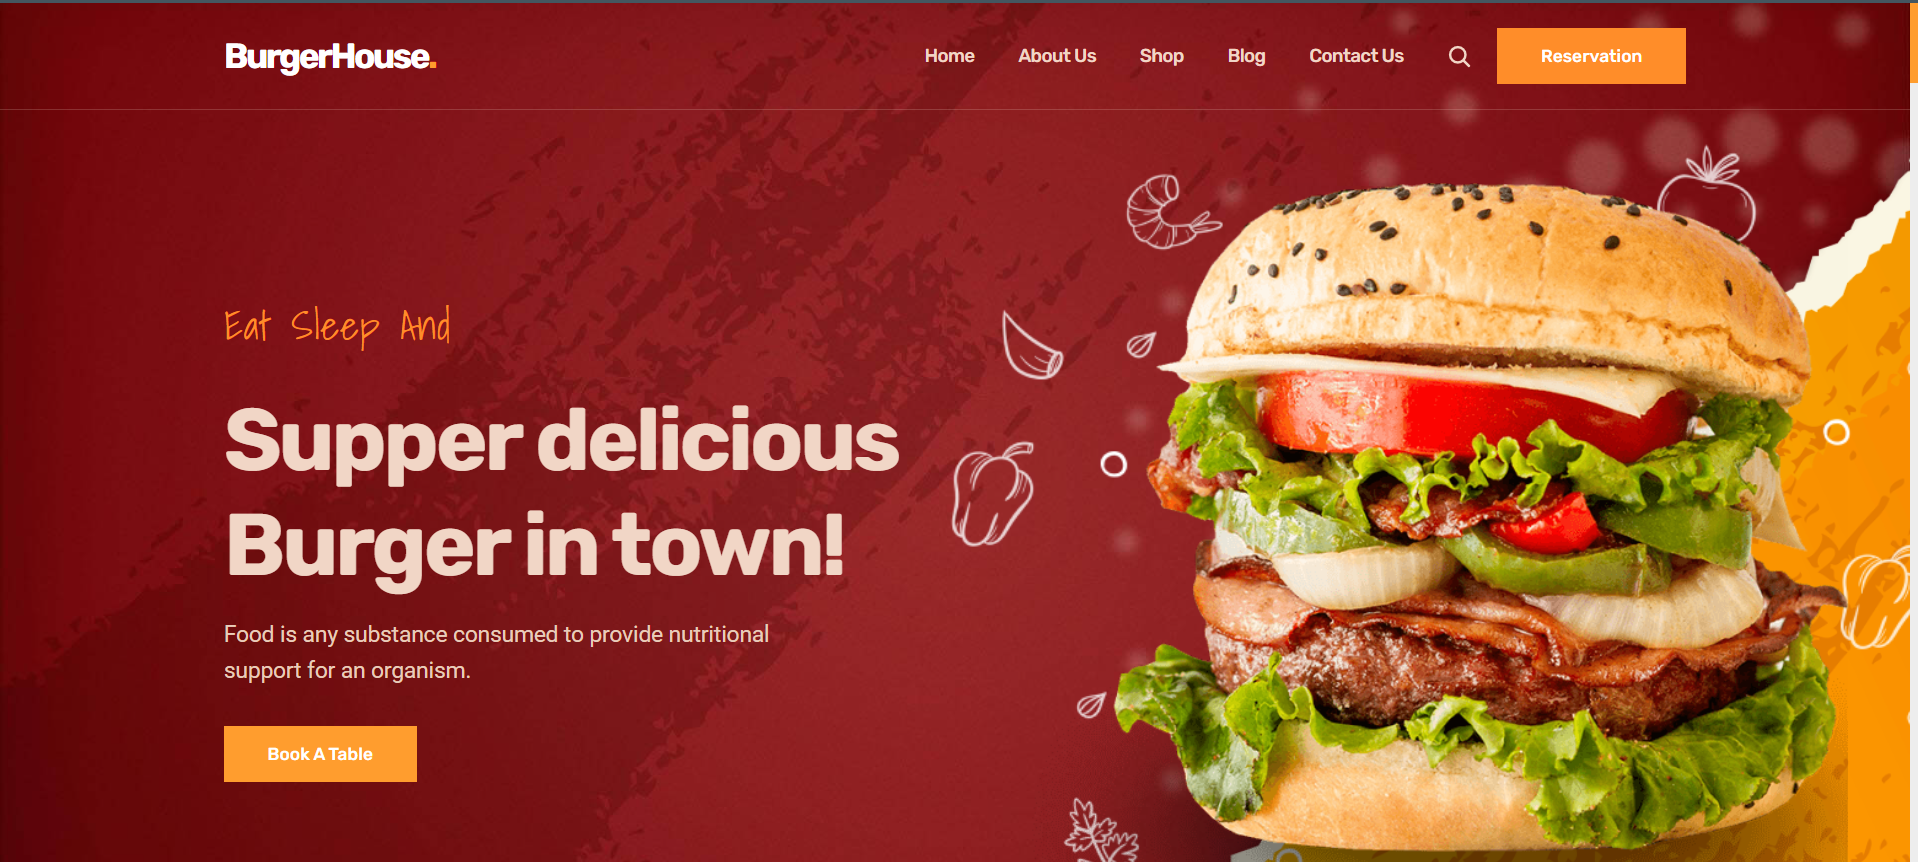 BurgerHouse.
Home About Us Shop Blog Contact Us Reservation
Eat Sleep And
Supper delicious
Burger in town!
Food is any substance consumed to provide nutritional
support for an organism.
Book A Table